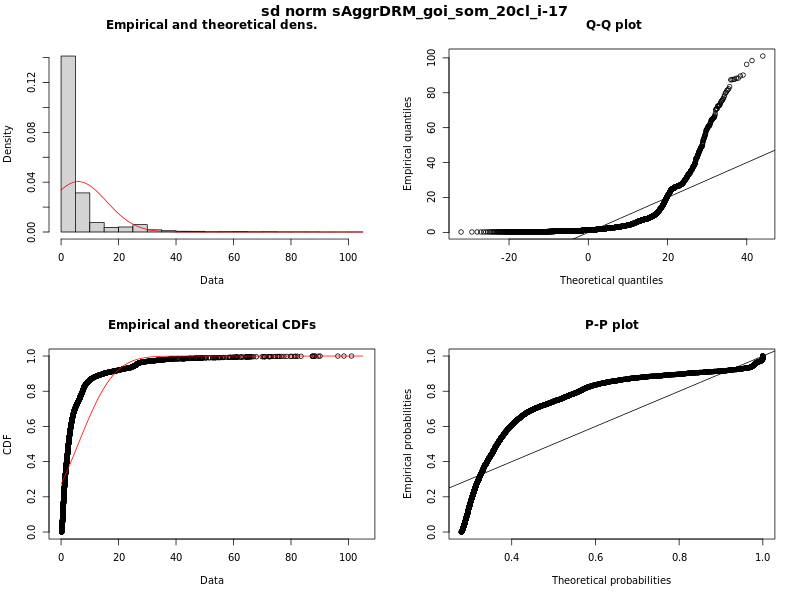 sd norm sAggrDRM_goi_som_20cl_i-17
Empirical and theoretical dens.
Density
0.00 0.04 0.08 0.12
0 20 40 60 80 100
Data
Q-Q plot
Empirical quantiles
0 20 40 60 80 100
-20 0 20 40
Theoretical quantiles
Empirical and theoretical CDFs
CDF
0.0 0.2 0.4 0.6 0.8 1.0
0 20 40 60 80 100
Data
P-P plot
Empirical probabilities
0.0 0.2 0.4 0.6 0.8 1.0
0.4 0.6 0.8 1.0
Theoretical probabilities